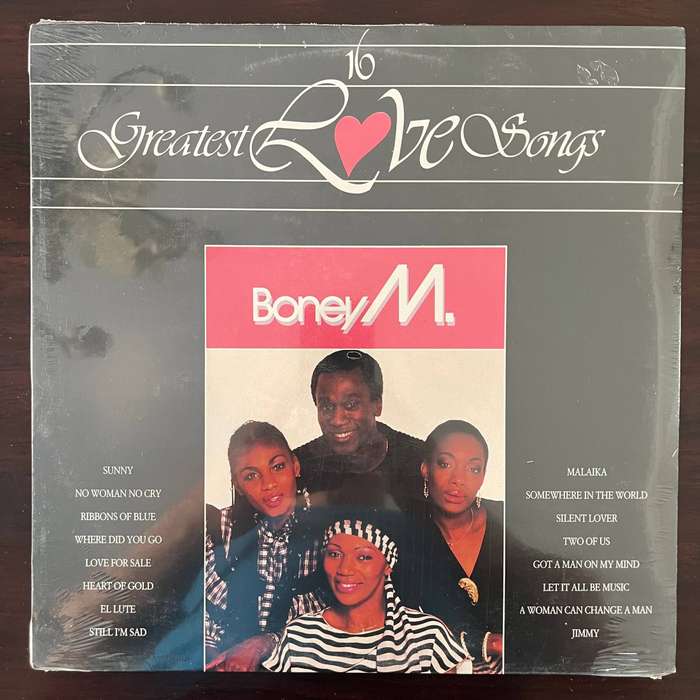 16
Greatest Love Songs
Boney M.
SUNNY
NO WOMAN NO CRY
RIBBONS OF BLUE
WHERE DID YOU GO
LOVE FOR SALE
HEART OF GOLD
EL LUTE
STILL I'M SAD
MALAIKA
SOMEWHERE IN THE WORLD
SILENT LOVER
TWO OF US
GOT A MAN ON MY MIND
LET IT ALL BE MUSIC
A WOMAN CAN CHANGE A MAN
JIMMY